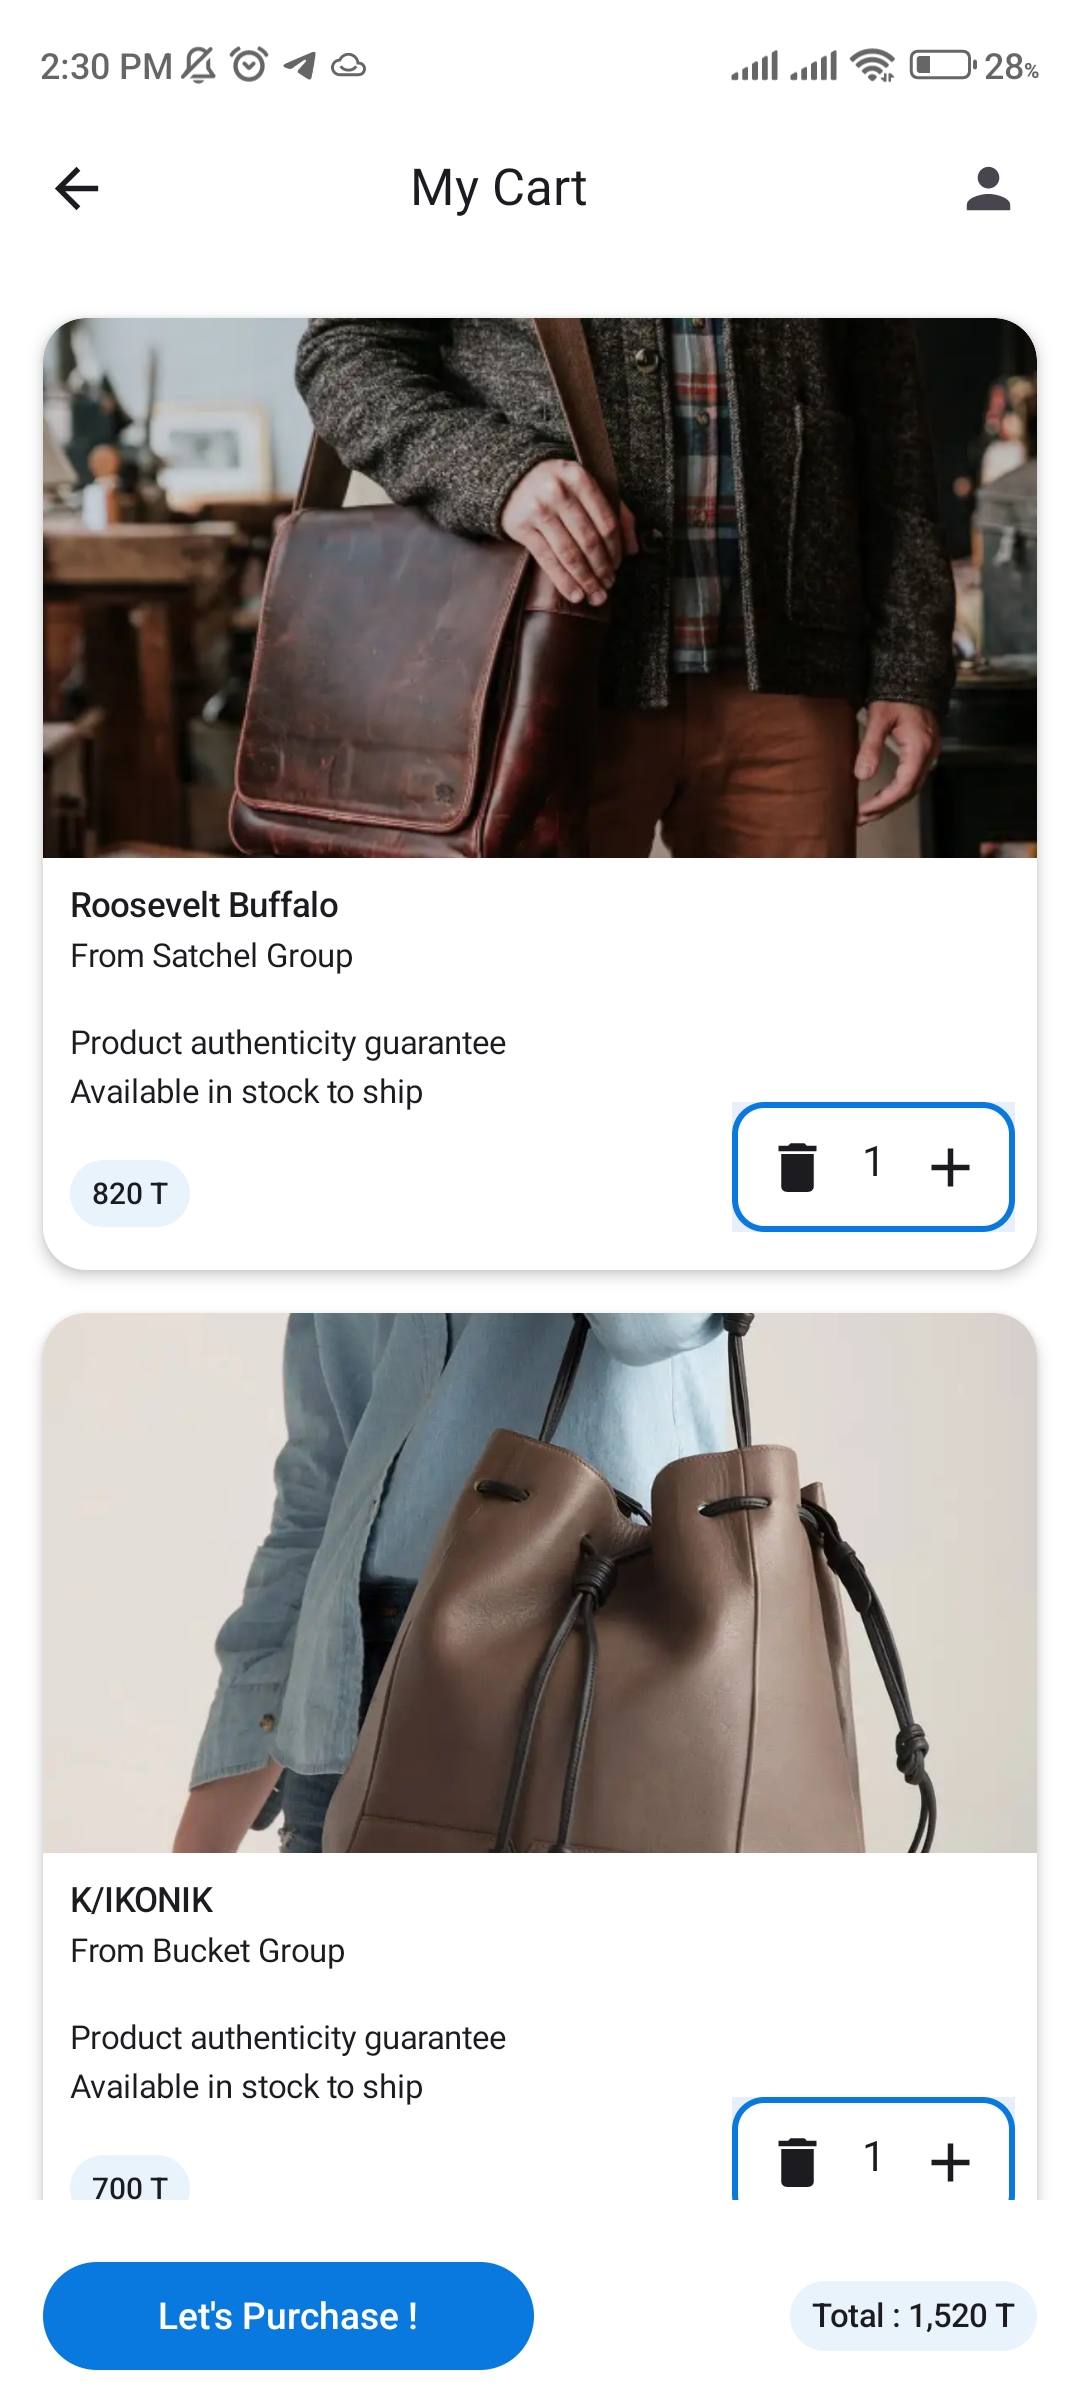 2:30 PM
28%
My Cart
Roosevelt Buffalo
From Satchel Group
Product authenticity guarantee
Available in stock to ship
820 T
1
K/IKONIK
From Bucket Group
Product authenticity guarantee
Available in stock to ship
700 T
1
Let's Purchase !
Total : 1,520 T